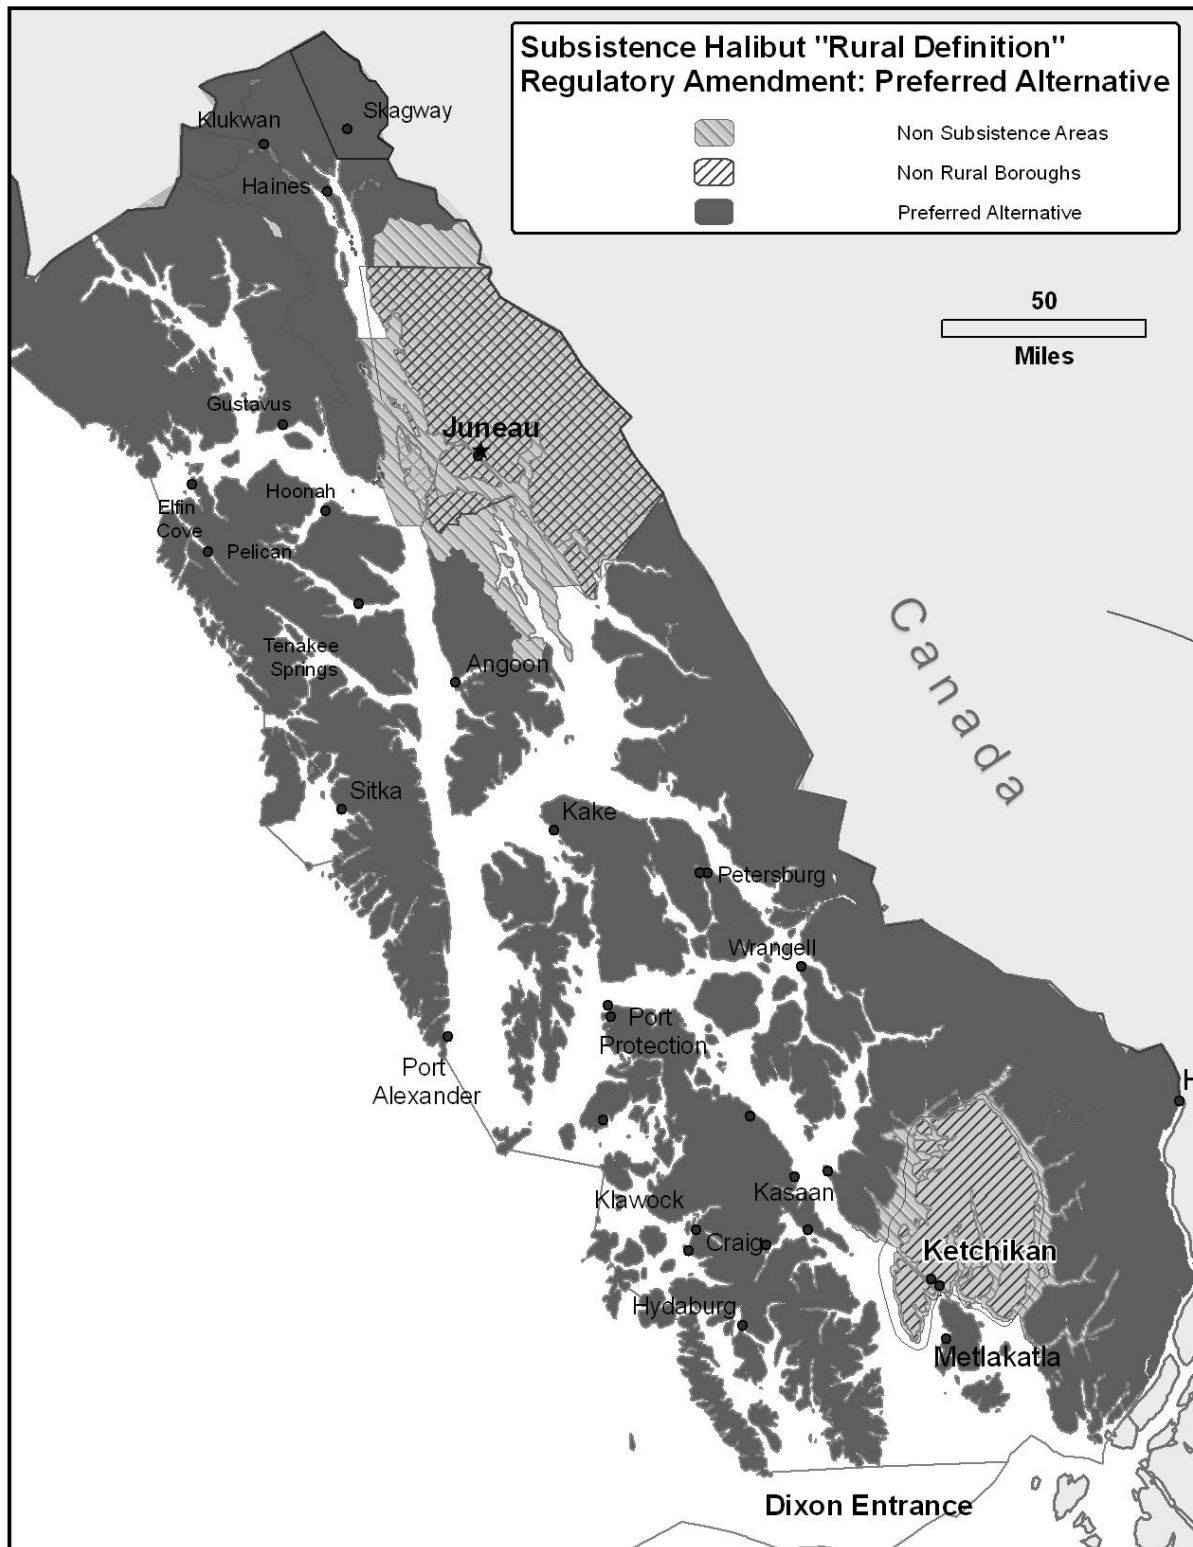 Subsistence Halibut "Rural Definition"
Regulatory Amendment: Preferred Alternative
Non Subsistence Areas
Non Rural Boroughs
Preferred Alternative
50
Miles
Klukwan
Skagway
Haines
Gustavus
Juneau
Hoonah
Elfin
Cove
Pelican
Tenakee
Springs
Angoon
Canada
Sitka
Kake
Petersburg
Wrangell
Port
Protection
Port
Alexander
H
Klawock
Kasaan
Craig
Ketchikan
Hydaburg
Metlakatla
Dixon Entrance